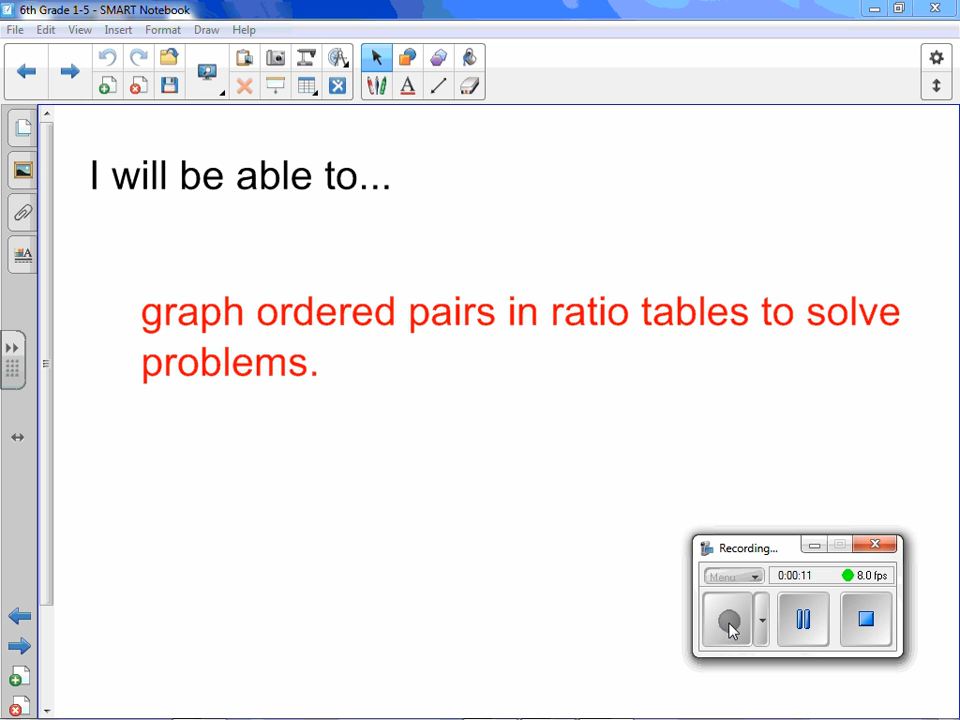 6th Grade 1-5 - SMART Notebook
File Edit View Insert Format Draw Help
I will be able to...
graph ordered pairs in ratio tables to solve
problems.
Recording...
Menu 0:00:11 8.0 fps